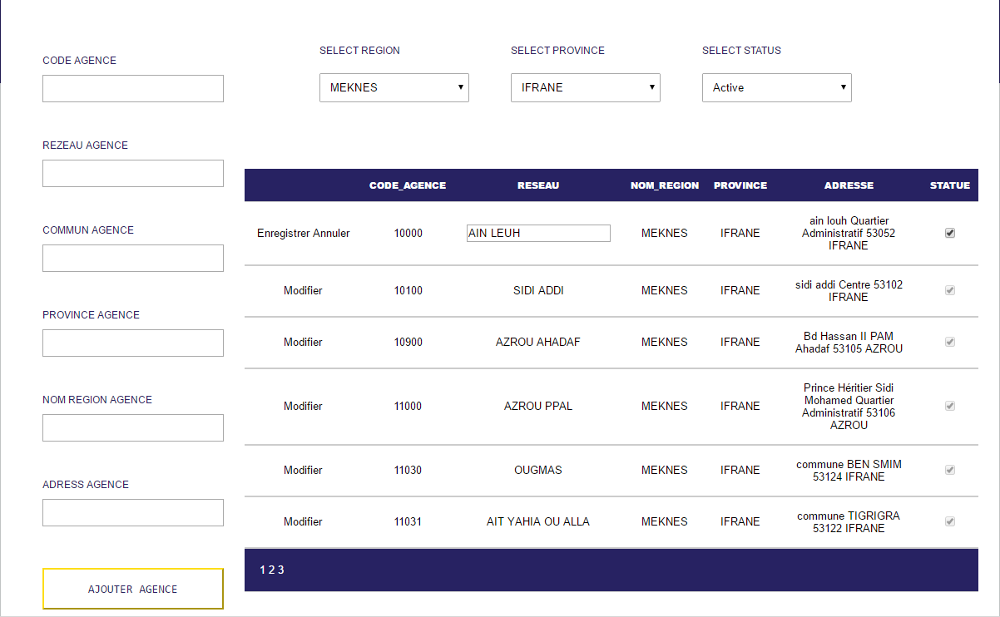 CODE AGENCE
REZEAU AGENCE
COMMUN AGENCE
PROVINCE AGENCE
NOM REGION AGENCE
ADRESS AGENCE
AJOUTER AGENCE
SELECT REGION SELECT PROVINCE SELECT STATUS
MEKNES IFRANE Active
CODE_AGENCE RESEAU NOM_REGION PROVINCE ADRESSE STATUE
Enregistrer Annuler 10000 AIN LEUH MEKNES IFRANE ain louh Quartier
Administratif 53052
IFRANE
Modifier 10100 SIDI ADDI MEKNES IFRANE sidi addi Centre 53102
IFRANE
Modifier 10900 AZROU AHADAF MEKNES IFRANE Bd Hassan II PAM
Ahadaf 53105 AZROU
Modifier 11000 AZROU PPAL MEKNES IFRANE Prince Héritier Sidi
Mohamed Quartier
Administratif 53106
AZROU
Modifier 11030 OUGMAS MEKNES IFRANE commune BEN SMIM
53124 IFRANE
Modifier 11031 AIT YAHIA OU ALLA MEKNES IFRANE commune TIGRIGRA
53122 IFRANE
1 2 3